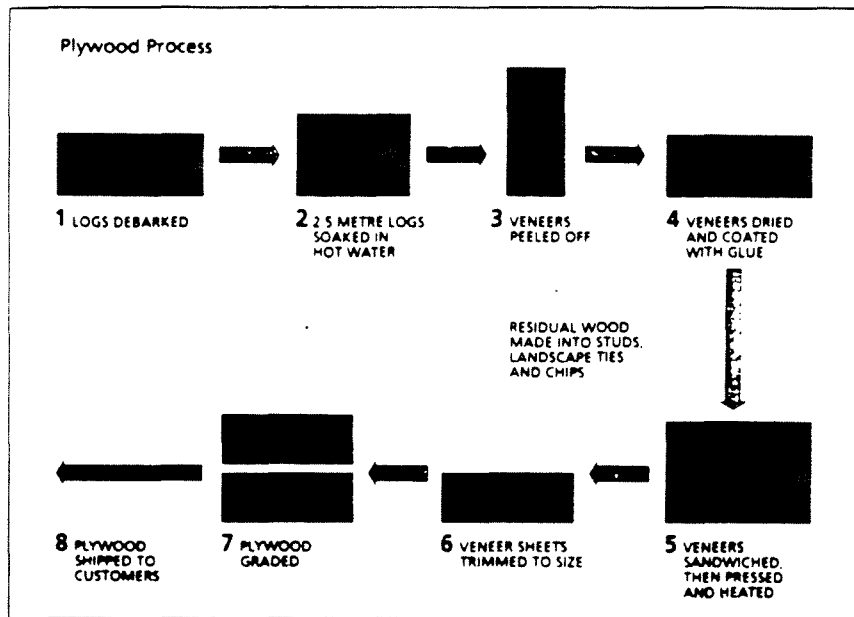 Plywood Process
1 LOGS DEBARKED
2 2 5 METRE LOGS
SOAKED IN
HOT WATER
3 VENEERS
PEELED OFF
4 VENEERS DRIED
AND COATED
WITH GLUE
RESIDUAL WOOD
MADE INTO STUDS,
LANDSCAPE TIES
AND CHIPS
5 VENEERS
SANDWICHED,
THEN PRESSED
AND HEATED
6 VENEER SHEETS
TRIMMED TO SIZE
7 PLYWOOD
GRADED
8 PLYWOOD
SHIPPED TO
CUSTOMERS